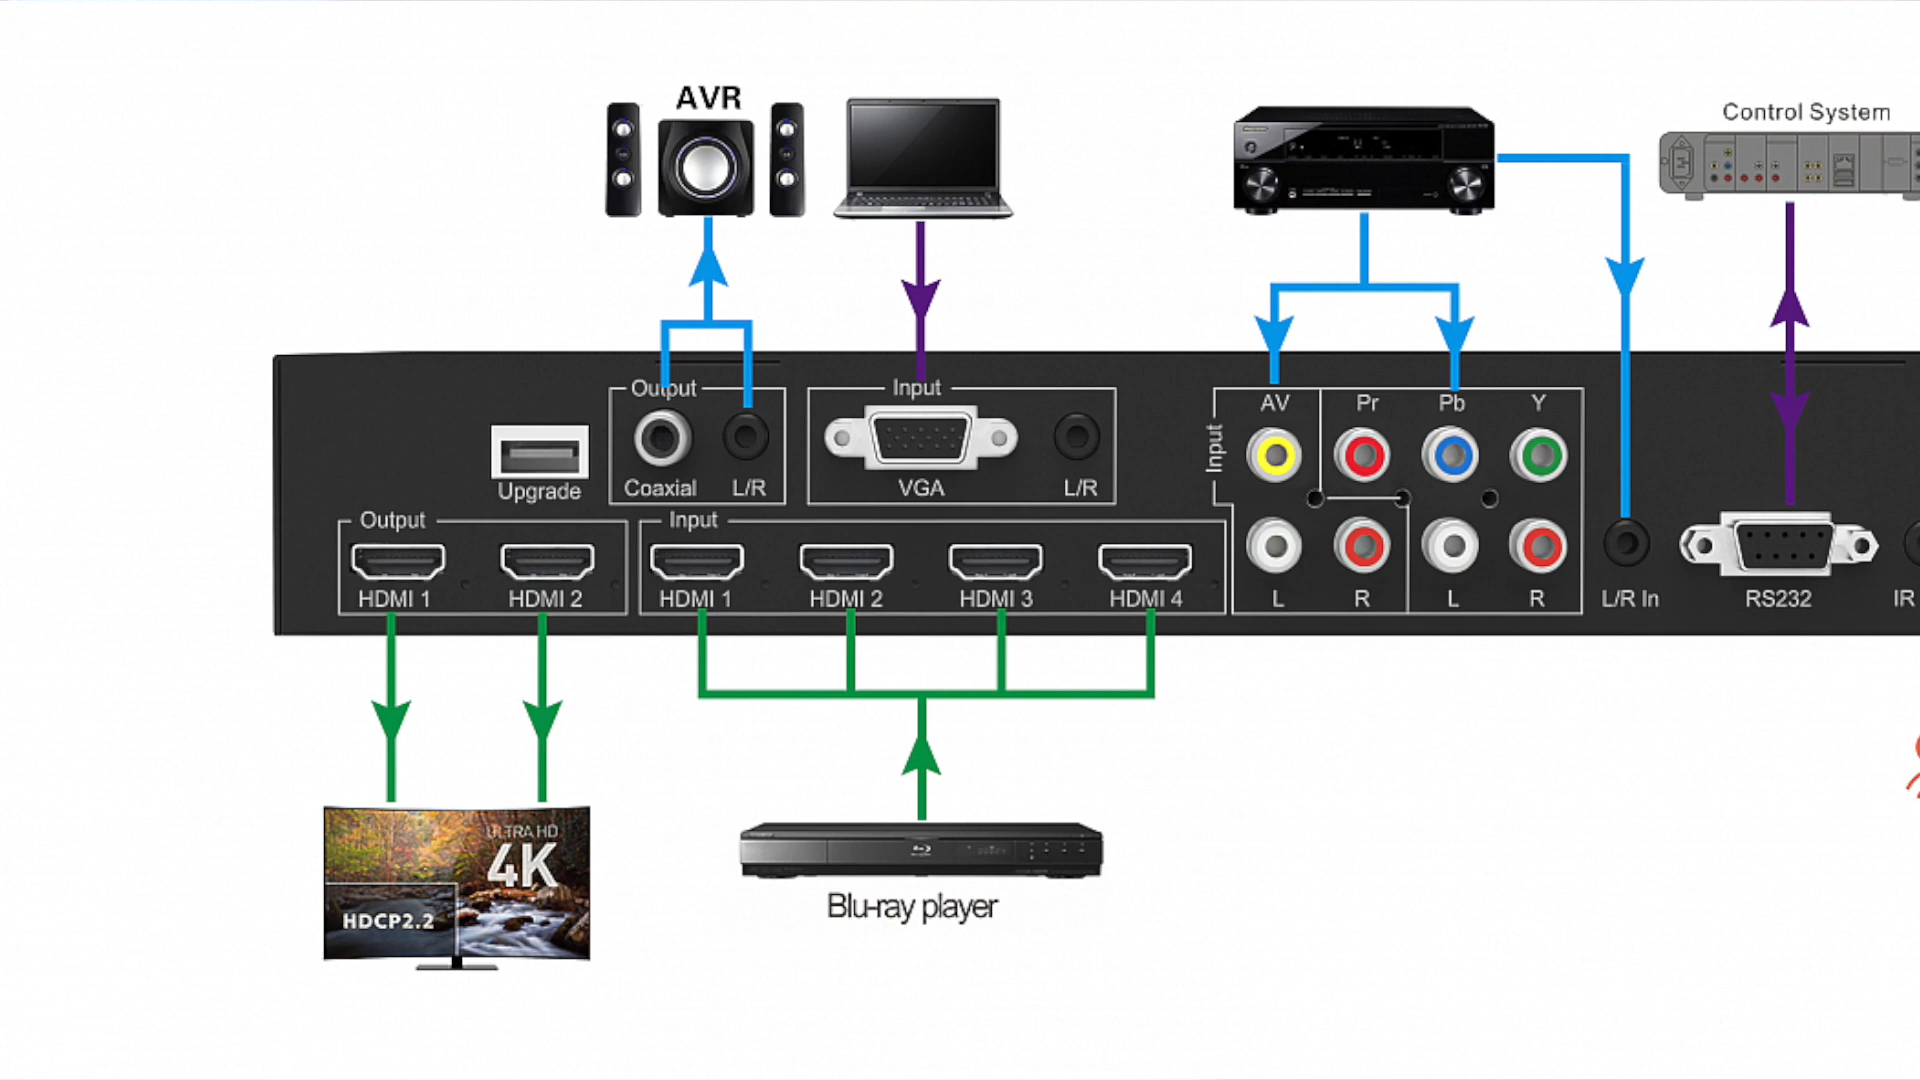 AVR
Control System
Output
Input
AV
Pr
Pb
Y
Input
Upgrade
Coaxial
L/R
VGA
L/R
Output
Input
HDMI 1
HDMI 2
HDMI 1
HDMI 2
HDMI 3
HDMI 4
L
R
L
R
L/R In
RS232
IR
ULTRA HD
4K
HDCP2.2
Blu-ray player